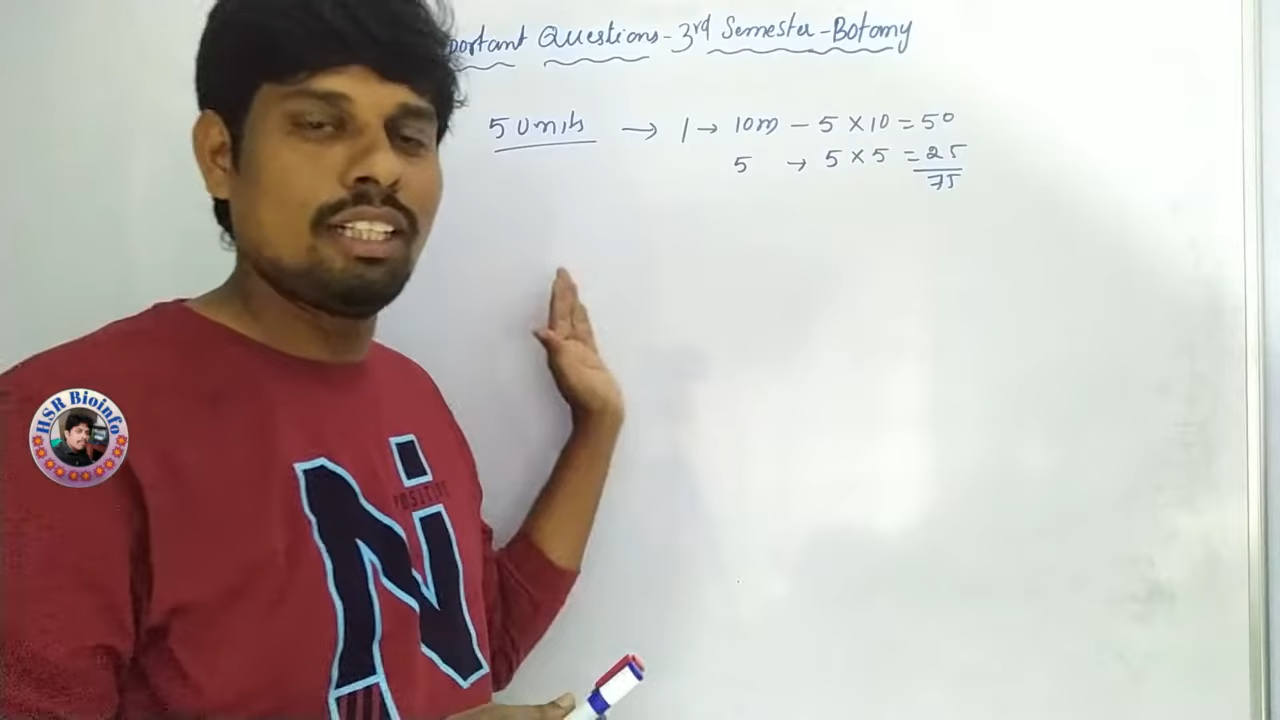 portant Questions - 3rd Semester - Botany
5 Units → 1 → 10m - 5 × 10 = 50
5 → 5 × 5 = 25
75
HSR Bioinfo
POSITIVE
N